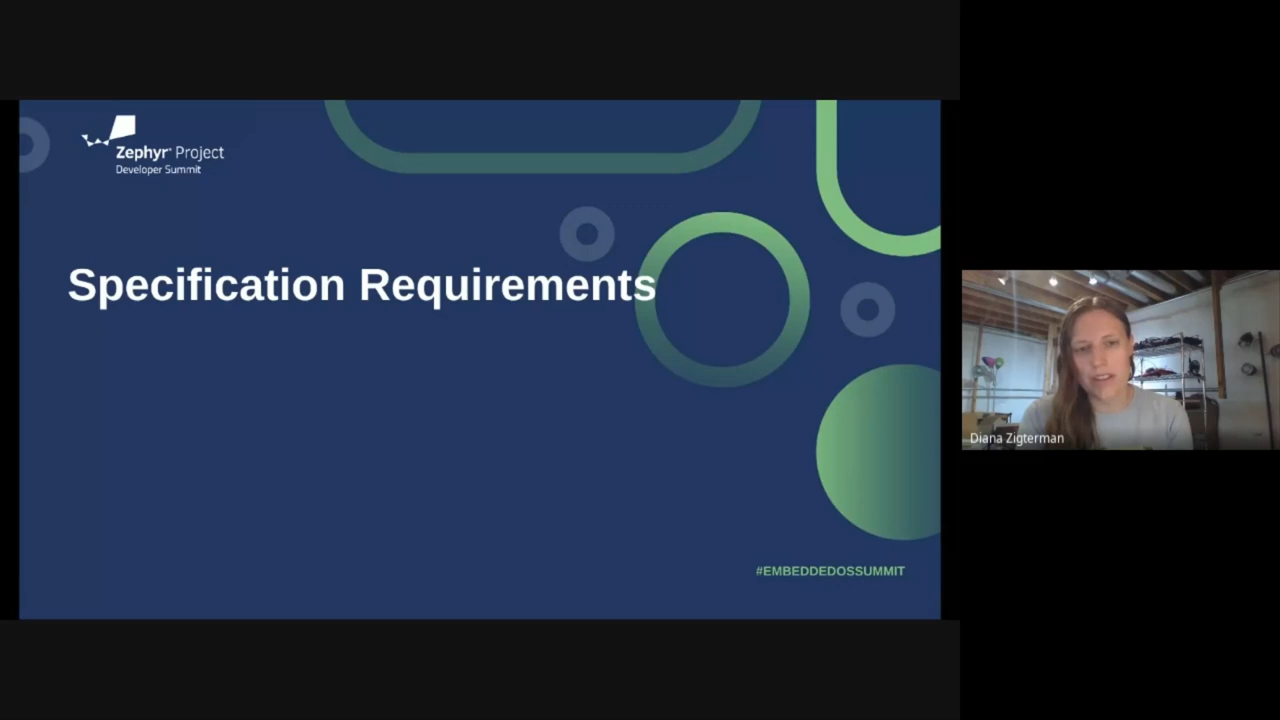 Zephyr® Project
Developer Summit
Specification Requirements
#EMBEDDEDOSSUMMIT
Diana Zigterman